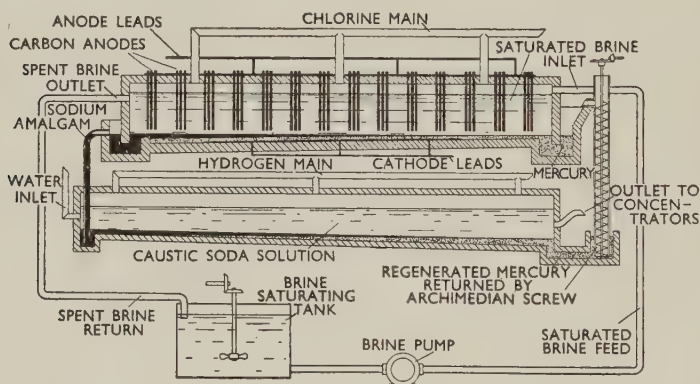 ANODE LEADS
CARBON ANODES
SPENT BRINE
OUTLET
SODIUM
AMALGAM
WATER
INLET
CHLORINE MAIN
SATURATED BRINE
INLET
HYDROGEN MAIN
CATHODE LEADS
MERCURY
OUTLET TO
CONCEN-
TRATORS
CAUSTIC SODA SOLUTION
REGENERATED MERCURY
RETURNED BY
ARCHIMEDIAN SCREW
SPENT BRINE
RETURN
BRINE
SATURATING
TANK
BRINE PUMP
SATURATED
BRINE FEED